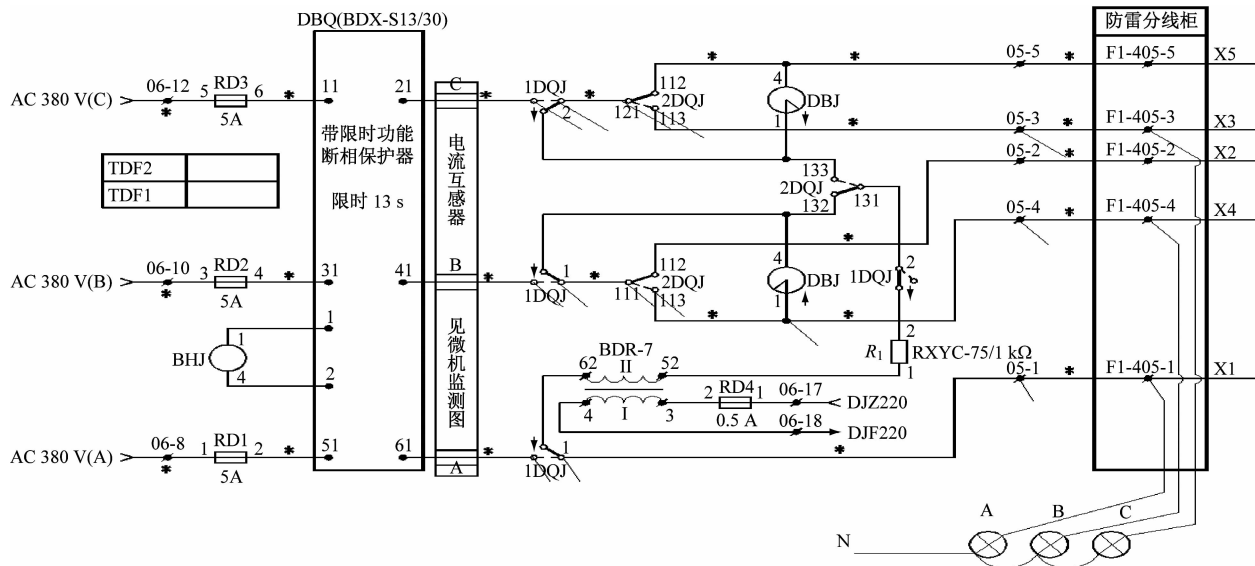 DBQ(BDX-S13/30)
防雷分线柜
AC 380 V(C)
06-12
*
5
RD3
6
5A
*
11
21
C
*
1DQJ
2
*
121
112
2DQJ
113
*
4
DBJ
1
*
*
05-5
*
F1-405-5
X5
05-3
*
F1-405-3
X3
05-2
*
F1-405-2
X2
带限时功能
断相保护器
限时 13 s
电流互感器
TDF2
TDF1
133
2DQJ
132
131
05-4
*
F1-405-4
X4
AC 380 V(B)
06-10
*
3
RD2
4
5A
*
31
41
B
*
1DQJ
1
*
111
112
2DQJ
113
*
*
4
DBJ
1
*
1DQJ
2
BHJ
1
4
1
2
见微机监测图
R1
2
1
RXYC-75/1 kΩ
BDR-7
62
II
52
4
I
3
2
RD4
1
0.5 A
06-17
DJZ220
06-18
DJF220
05-1
*
F1-405-1
X1
AC 380 V(A)
06-8
*
1
RD1
2
5A
*
51
61
A
*
1DQJ
1
*
A
B
C
N